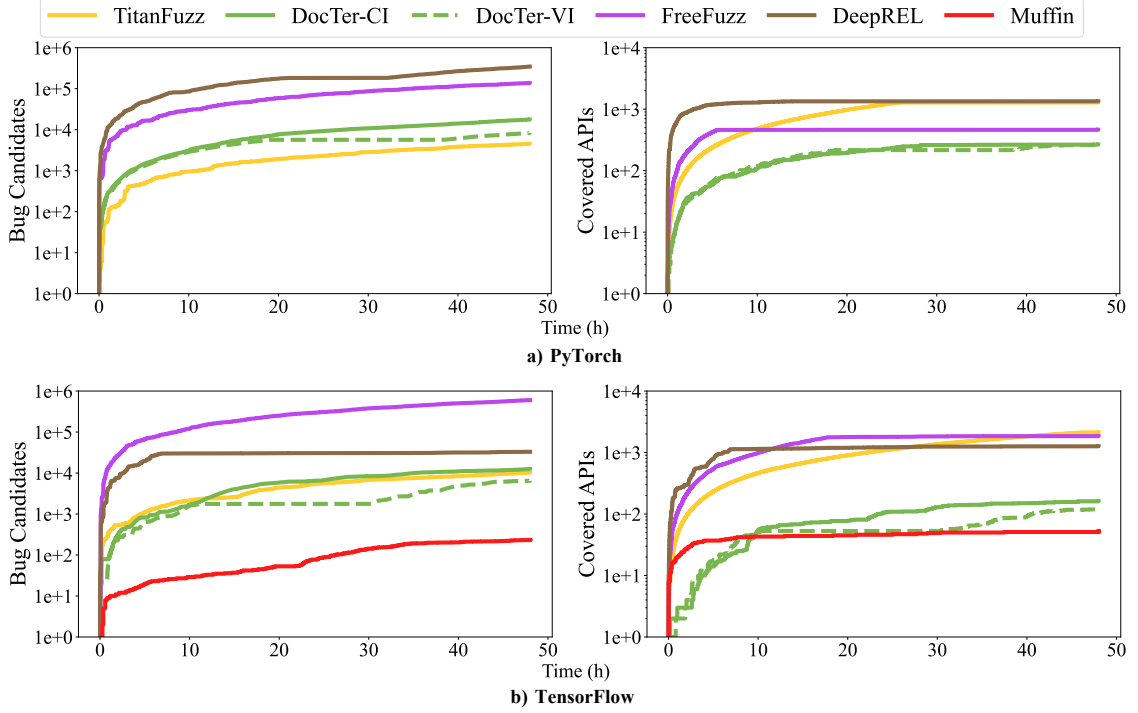 TitanFuzz DocTer-CI DocTer-VI FreeFuzz DeepREL Muffin
Bug Candidates
1e+6
1e+5
1e+4
1e+3
1e+2
1e+1
1e+0
0 10 20 30 40 50
Covered APIs
1e+4
1e+3
1e+2
1e+1
1e+0
0 10 20 30 40 50
Time (h)
a) PyTorch
Bug Candidates
1e+6
1e+5
1e+4
1e+3
1e+2
1e+1
1e+0
0 10 20 30 40 50
Covered APIs
1e+4
1e+3
1e+2
1e+1
1e+0
0 10 20 30 40 50
Time (h)
b) TensorFlow